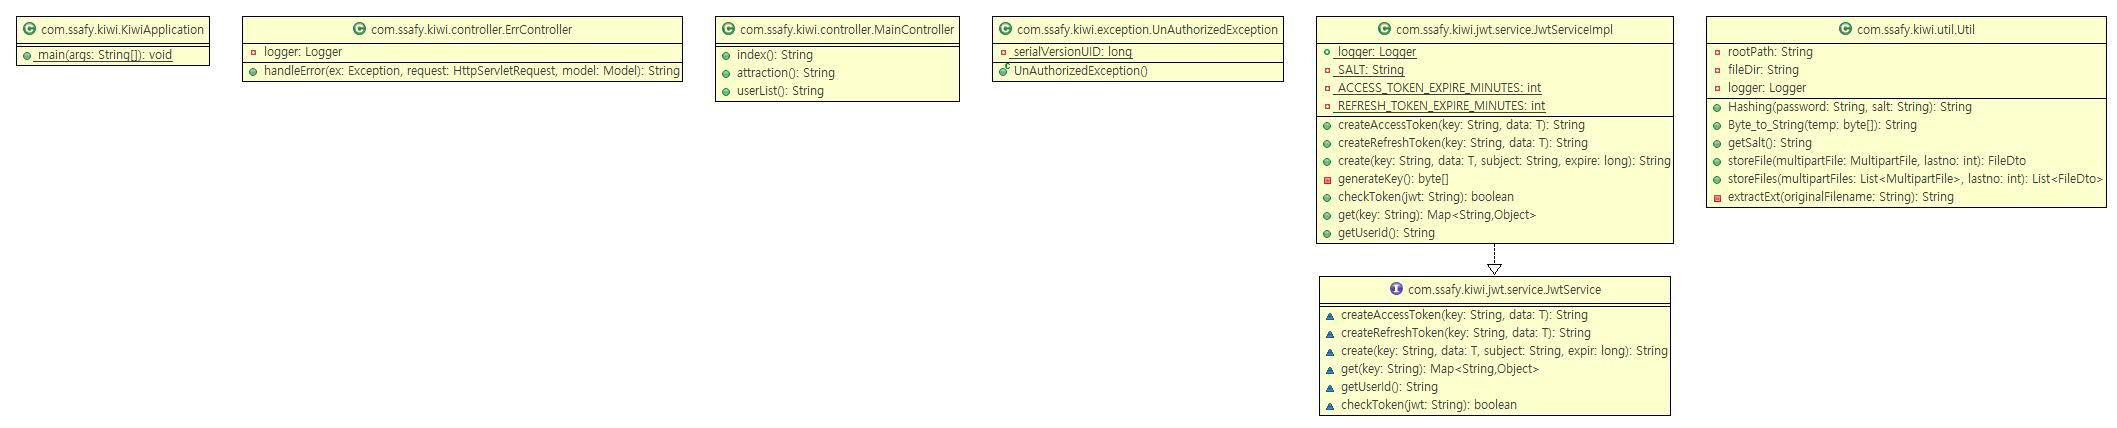 com.ssafy.kiwi.KiwiApplication
main(args: String[]): void
com.ssafy.kiwi.controller.ErrController
logger: Logger
handleError(ex: Exception, request: HttpServletRequest, model: Model): String
com.ssafy.kiwi.controller.MainController
index(): String
attraction(): String
userList(): String
com.ssafy.kiwi.exception.UnAuthorizedException
serialVersionUID: long
UnAuthorizedException()
com.ssafy.kiwi.jwt.service.JwtServiceImpl
logger: Logger
SALT: String
ACCESS_TOKEN_EXPIRE_MINUTES: int
REFRESH_TOKEN_EXPIRE_MINUTES: int
createAccessToken(key: String, data: T): String
createRefreshToken(key: String, data: T): String
create(key: String, data: T, subject: String, expire: long): String
generateKey(): byte[]
checkToken(jwt: String): boolean
get(key: String): Map<String,Object>
getUserId(): String
com.ssafy.kiwi.jwt.service.JwtService
createAccessToken(key: String, data: T): String
createRefreshToken(key: String, data: T): String
create(key: String, data: T, subject: String, expir: long): String
get(key: String): Map<String,Object>
getUserId(): String
checkToken(jwt: String): boolean
com.ssafy.kiwi.util.Util
rootPath: String
fileDir: String
logger: Logger
Hashing(password: String, salt: String): String
Byte_to_String(temp: byte[]): String
getSalt(): String
storeFile(multipartFile: MultipartFile, lastno: int): FileDto
storeFiles(multipartFiles: List<MultipartFile>, lastno: int): List<FileDto>
extractExt(originalFilename: String): String